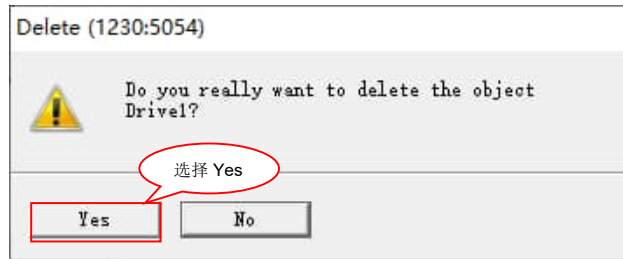 Delete (1230:5054)
Do you really want to delete the object
Drive1?
选择 Yes
Yes
No